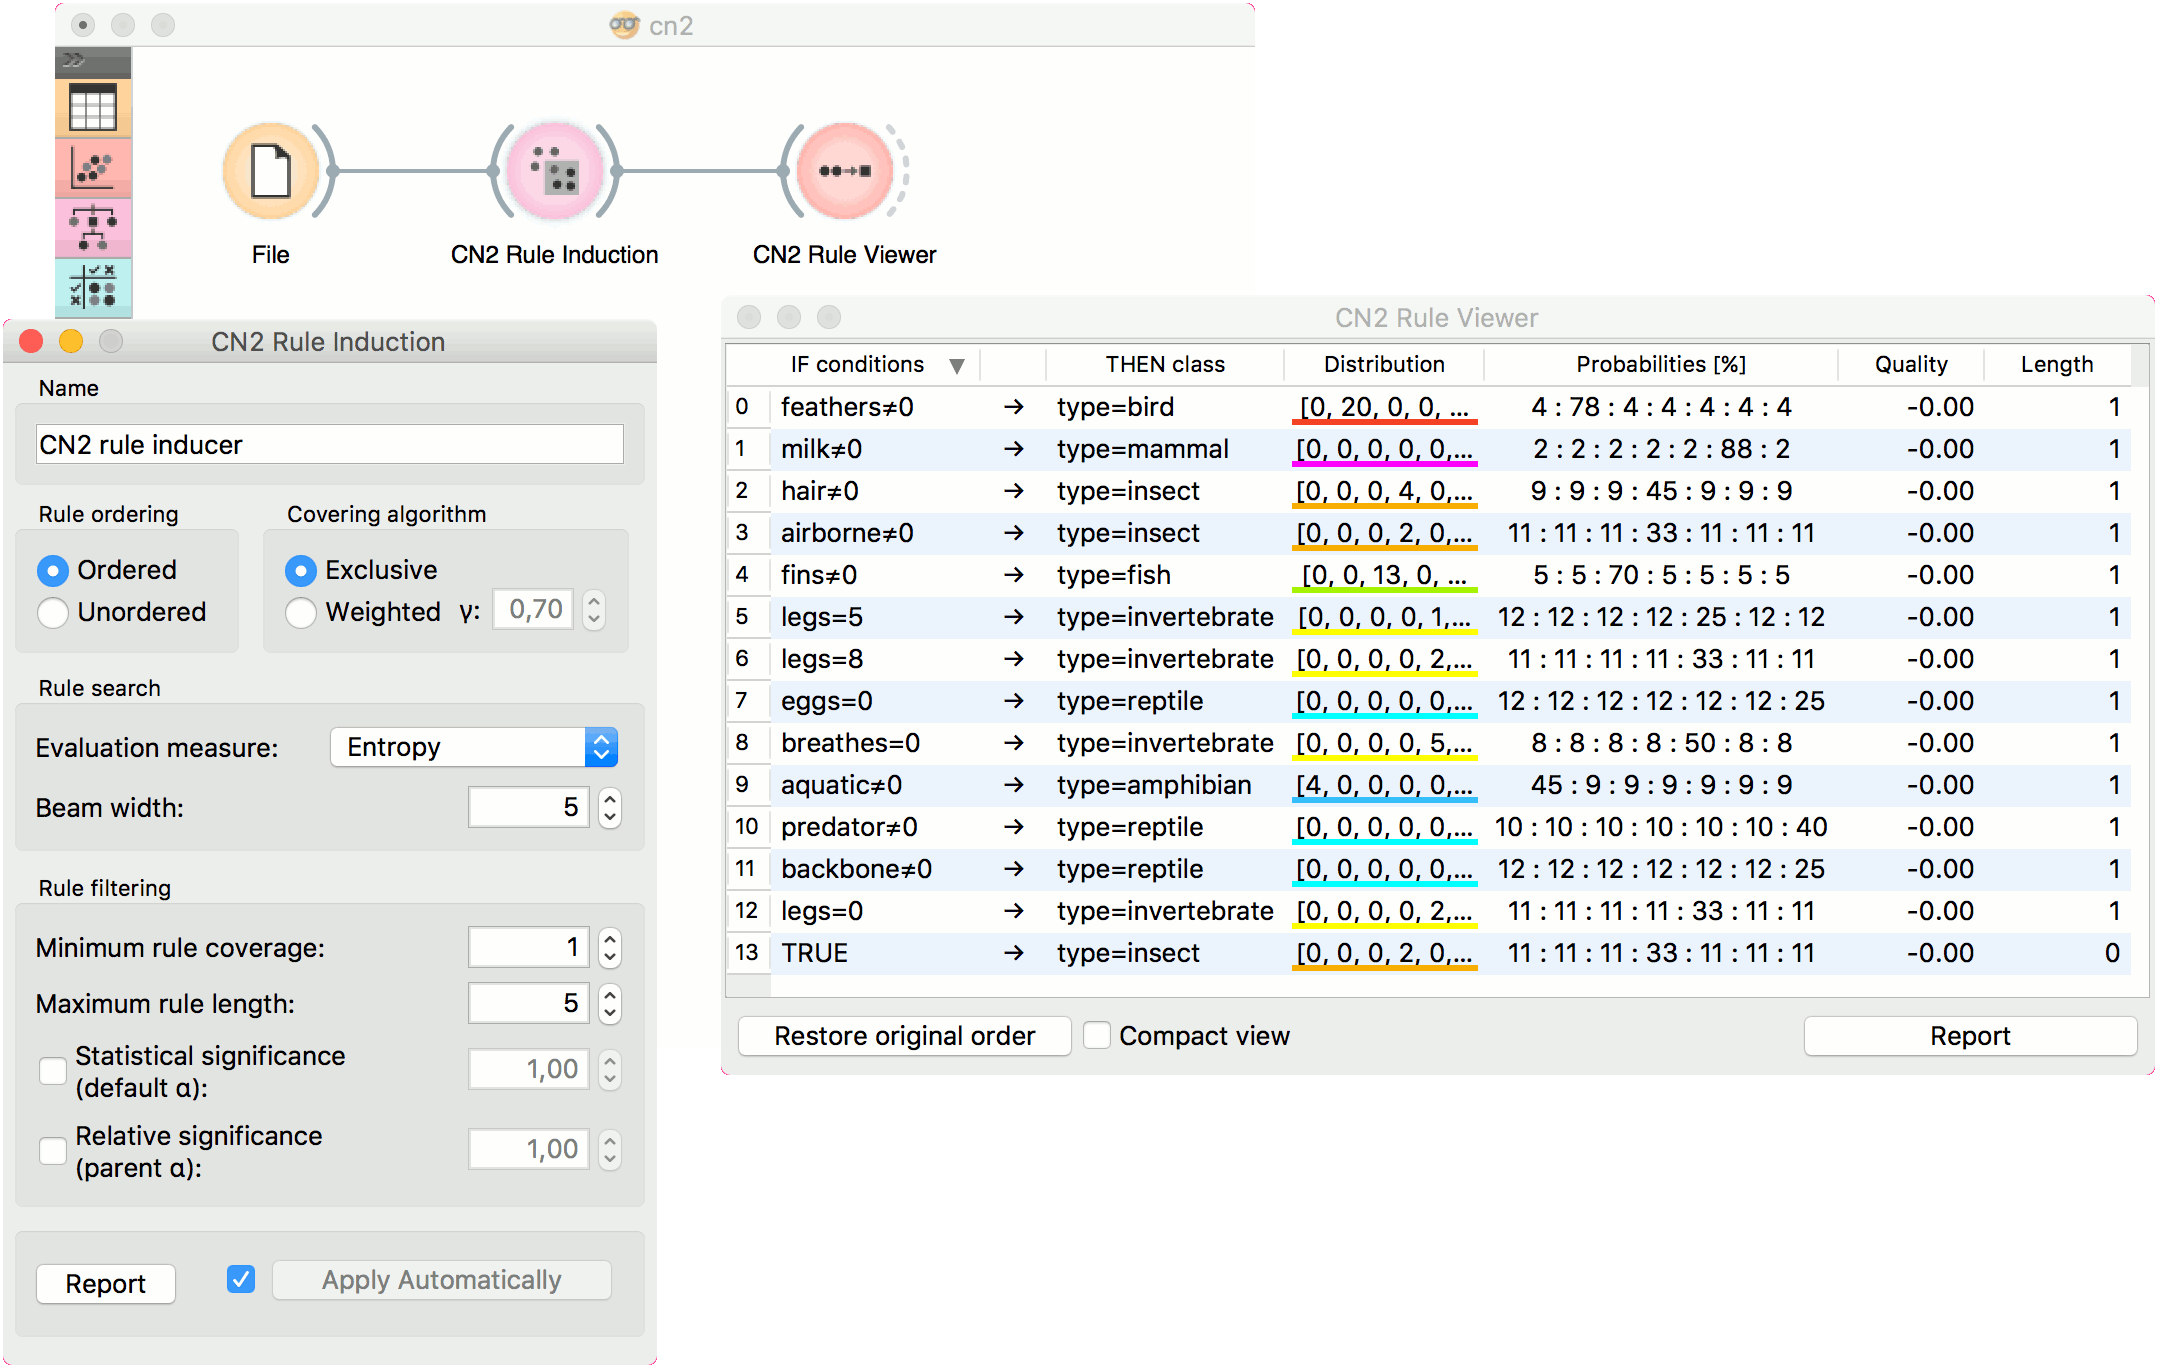 cn2
File
CN2 Rule Induction
CN2 Rule Viewer
CN2 Rule Induction
Name
CN2 rule inducer
Rule ordering
Covering algorithm
Ordered
Exclusive
Unordered
Weighted γ: 0,70
Rule search
Evaluation measure: Entropy
Beam width: 5
Rule filtering
Minimum rule coverage: 1
Maximum rule length: 5
Statistical significance
(default α): 1,00
Relative significance
(parent α): 1,00
Report
Apply Automatically
CN2 Rule Viewer
IF conditions THEN class Distribution Probabilities [%] Quality Length
0 feathers≠0 → type=bird [0, 20, 0, 0, ... 4 : 78 : 4 : 4 : 4 : 4 : 4 -0.00 1
1 milk≠0 → type=mammal [0, 0, 0, 0, 0,... 2 : 2 : 2 : 2 : 2 : 88 : 2 -0.00 1
2 hair≠0 → type=insect [0, 0, 0, 4, 0,... 9 : 9 : 9 : 45 : 9 : 9 : 9 -0.00 1
3 airborne≠0 → type=insect [0, 0, 0, 2, 0,... 11 : 11 : 11 : 33 : 11 : 11 : 11 -0.00 1
4 fins≠0 → type=fish [0, 0, 13, 0, ... 5 : 5 : 70 : 5 : 5 : 5 : 5 -0.00 1
5 legs=5 → type=invertebrate [0, 0, 0, 0, 1,... 12 : 12 : 12 : 12 : 25 : 12 : 12 -0.00 1
6 legs=8 → type=invertebrate [0, 0, 0, 0, 2,... 11 : 11 : 11 : 11 : 33 : 11 : 11 -0.00 1
7 eggs=0 → type=reptile [0, 0, 0, 0, 0,... 12 : 12 : 12 : 12 : 12 : 12 : 25 -0.00 1
8 breathes=0 → type=invertebrate [0, 0, 0, 0, 5,... 8 : 8 : 8 : 8 : 50 : 8 : 8 -0.00 1
9 aquatic≠0 → type=amphibian [4, 0, 0, 0, 0,... 45 : 9 : 9 : 9 : 9 : 9 : 9 -0.00 1
10 predator≠0 → type=reptile [0, 0, 0, 0, 0,... 10 : 10 : 10 : 10 : 10 : 10 : 40 -0.00 1
11 backbone≠0 → type=reptile [0, 0, 0, 0, 0,... 12 : 12 : 12 : 12 : 12 : 12 : 25 -0.00 1
12 legs=0 → type=invertebrate [0, 0, 0, 0, 2,... 11 : 11 : 11 : 11 : 33 : 11 : 11 -0.00 1
13 TRUE → type=insect [0, 0, 0, 2, 0,... 11 : 11 : 11 : 33 : 11 : 11 : 11 -0.00 0
Restore original order
Compact view
Report